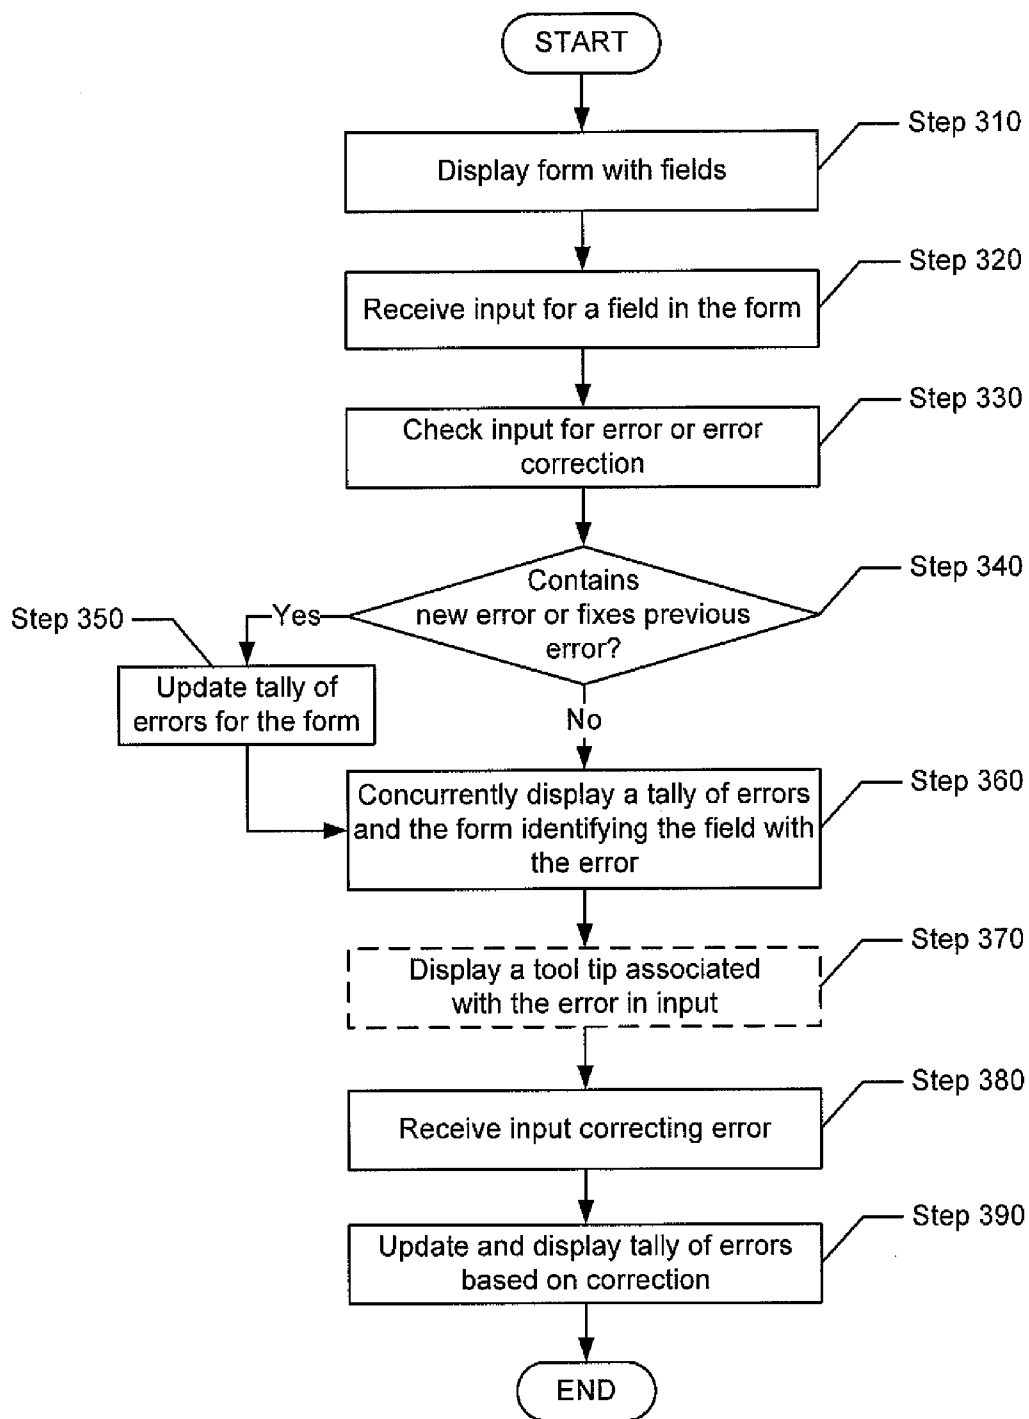 START
Step 310
Display form with fields
Step 320
Receive input for a field in the form
Step 330
Check input for error or error
correction
Step 340
Contains
new error or fixes previous
error?
Yes
Step 350
Update tally of
errors for the form
No
Step 360
Concurrently display a tally of errors
and the form identifying the field with
the error
Step 370
Display a tool tip associated
with the error in input
Step 380
Receive input correcting error
Step 390
Update and display tally of errors
based on correction
END